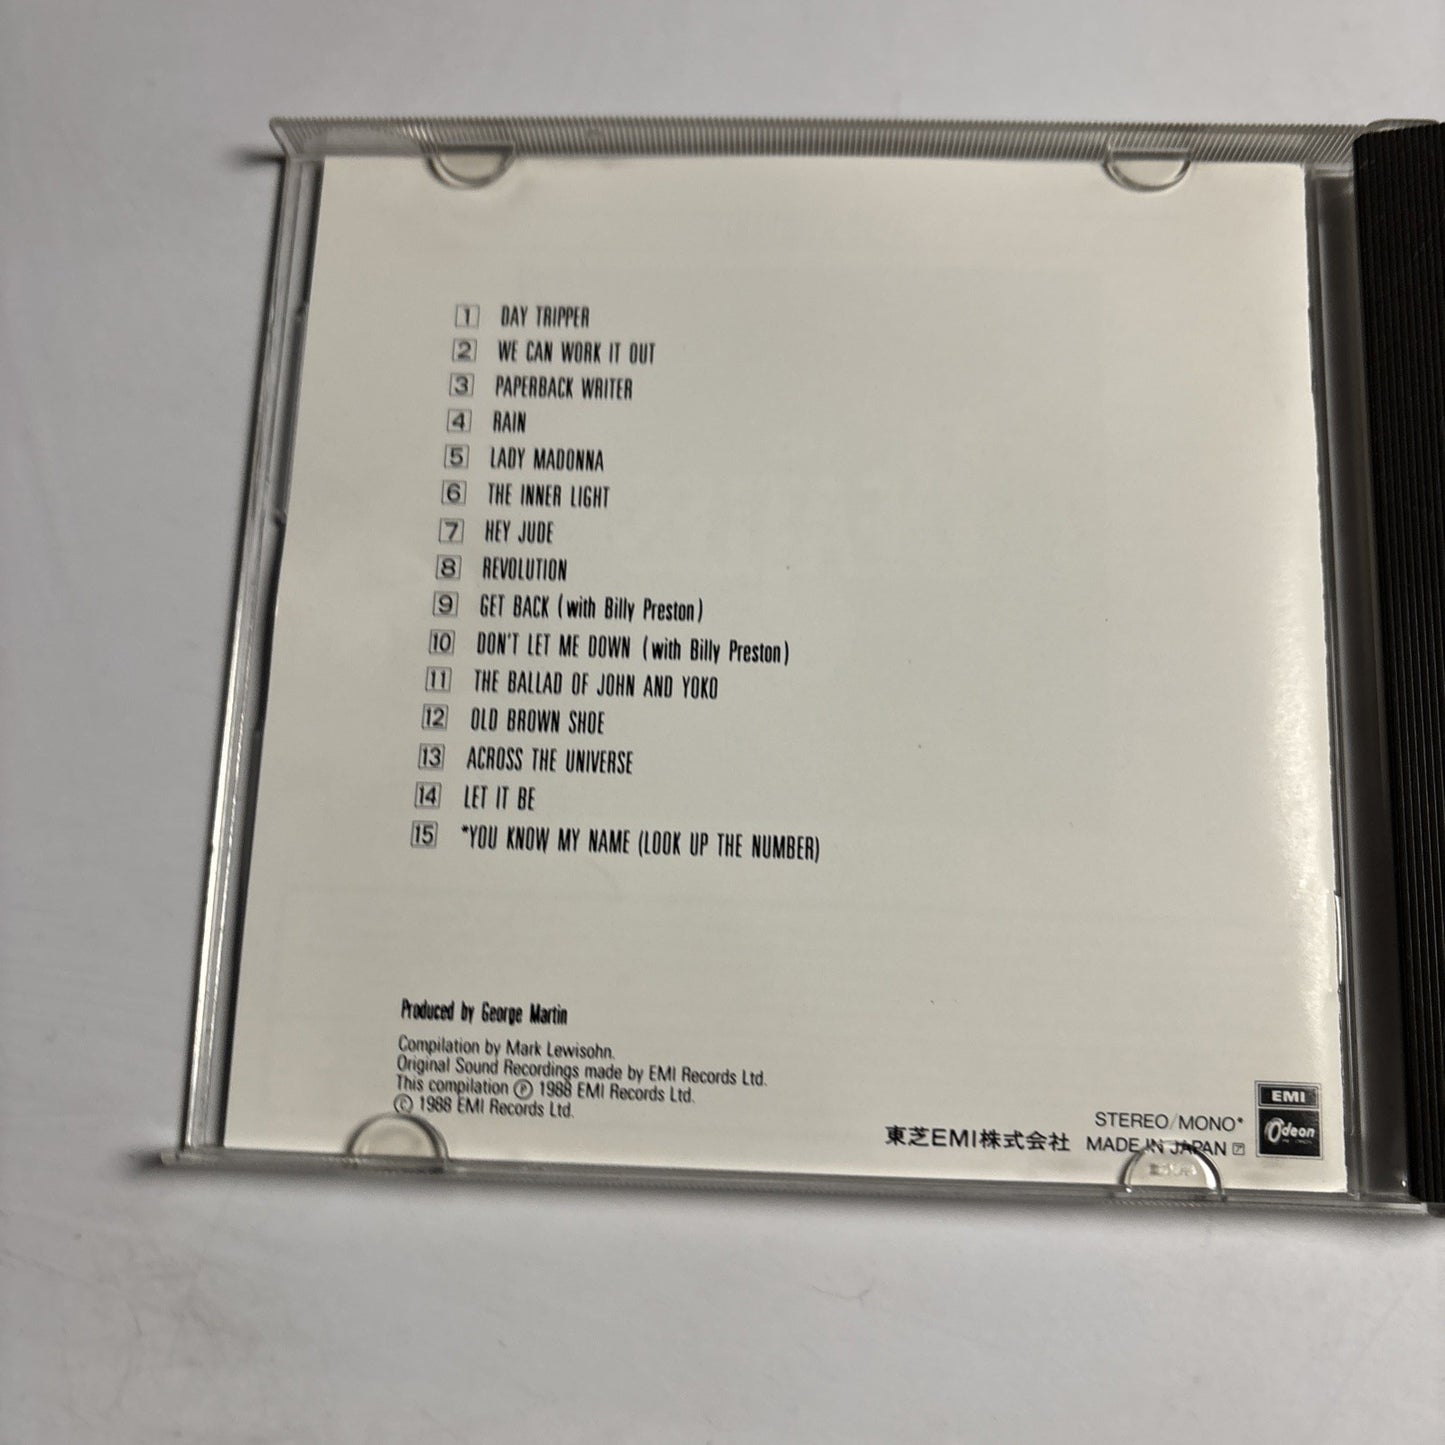 1 DAY TRIPPER
2 WE CAN WORK IT OUT
3 PAPERBACK WRITER
4 RAIN
5 LADY MADONNA
6 THE INNER LIGHT
7 HEY JUDE
8 REVOLUTION
9 GET BACK (with Billy Preston)
10 DON'T LET ME DOWN (with Billy Preston)
11 THE BALLAD OF JOHN AND YOKO
12 OLD BROWN SHOE
13 ACROSS THE UNIVERSE
14 LET IT BE
15 *YOU KNOW MY NAME (LOOK UP THE NUMBER)
Produced by George Martin
Compilation by Mark Lewisohn.
Original Sound Recordings made by EMI Records Ltd.
This compilation Ⓟ 1988 EMI Records Ltd.
© 1988 EMI Records Ltd.
STEREO/MONO*
東芝EMI株式会社 MADE IN JAPAN ア
EMI
Odeon